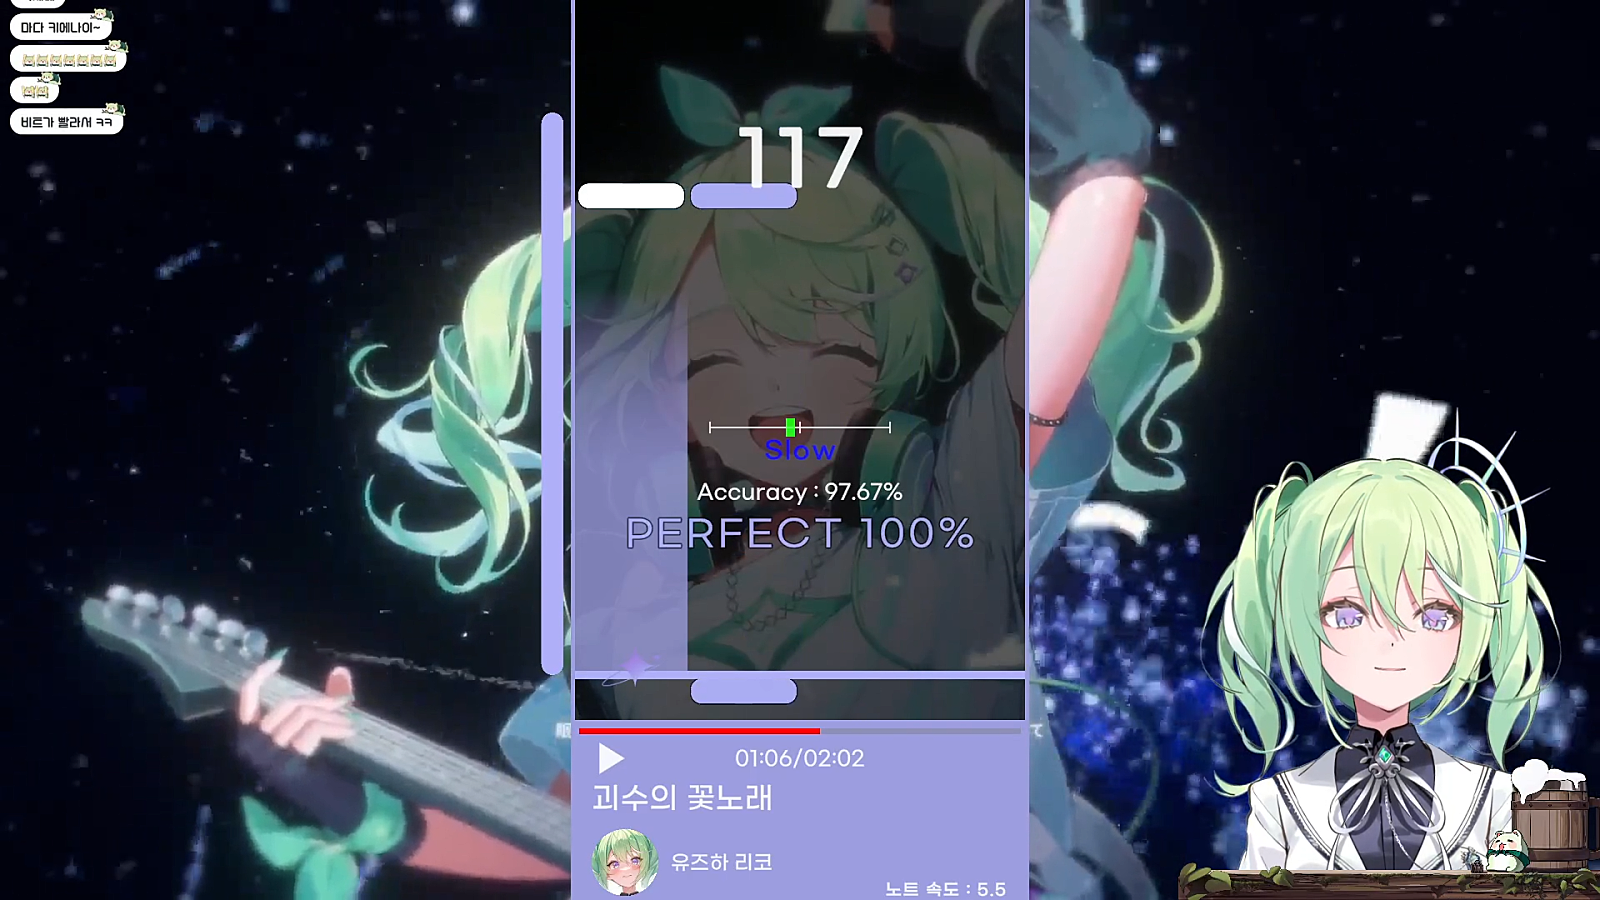 마다 키에나이~
비트가 빨라서 ㅋㅋ
117
Slow
Accuracy : 97.67%
PERFECT 100%
01:06/02:02
괴수의 꽃노래
유즈하 리코
노트 속도 : 5.5